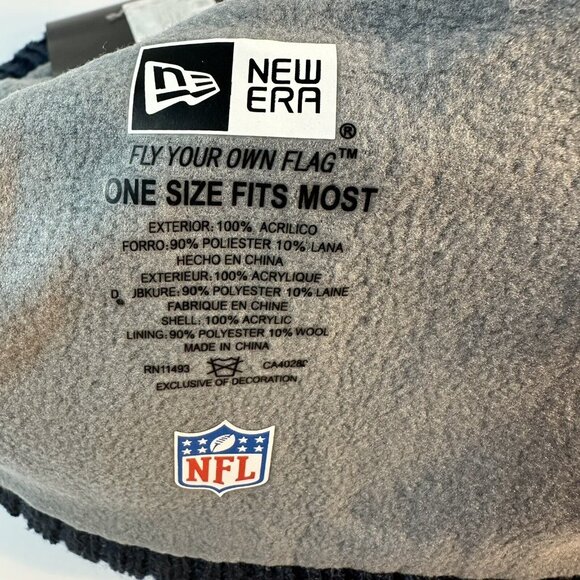 NEW
ERA
®
FLY YOUR OWN FLAG™
ONE SIZE FITS MOST
EXTERIOR: 100% ACRILICO
FORRO: 90% POLIESTER 10% LANA
HECHO EN CHINA
EXTERIEUR: 100% ACRYLIQUE
90% POLYESTER 10% LAINE
FABRIQUE EN CHINE
SHELL: 100% ACRYLIC
LINING: 90% POLYESTER 10% WOOL
MADE IN CHINA
RN11493
EXCLUSIVE OF DECORATION
NFL